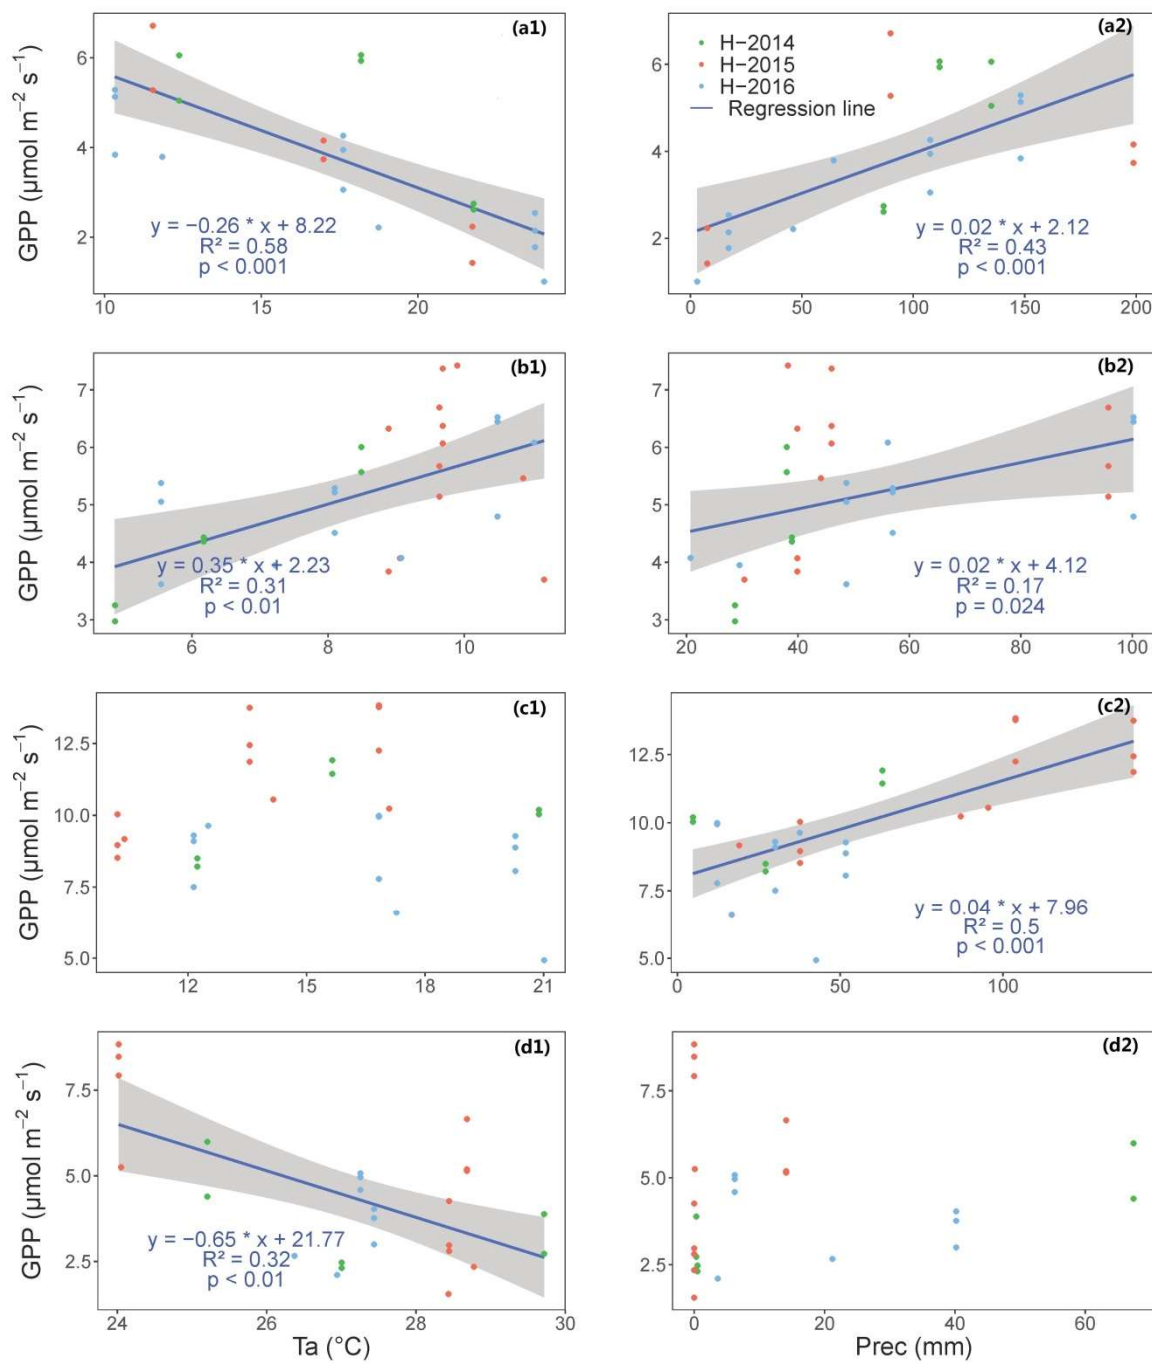 (a1)
GPP (μmol m−2 s−1)
6
4
2
y = −0.26 * x + 8.22
R² = 0.58
p < 0.001
10
15
20
(a2)
H−2014
H−2015
H−2016
Regression line
6
4
2
y = 0.02 * x + 2.12
R² = 0.43
p < 0.001
0
50
100
150
200
(b1)
GPP (μmol m−2 s−1)
7
6
5
4
3
y = 0.35 * x + 2.23
R² = 0.31
p < 0.01
6
8
10
(b2)
7
6
5
4
3
y = 0.02 * x + 4.12
R² = 0.17
p = 0.024
20
40
60
80
100
(c1)
GPP (μmol m−2 s−1)
12.5
10.0
7.5
5.0
12
15
18
21
(c2)
12.5
10.0
7.5
5.0
y = 0.04 * x + 7.96
R² = 0.5
p < 0.001
0
50
100
(d1)
GPP (μmol m−2 s−1)
7.5
5.0
2.5
y = −0.65 * x + 21.77
R² = 0.32
p < 0.01
24
26
28
30
Ta (°C)
(d2)
7.5
5.0
2.5
0
20
40
60
Prec (mm)